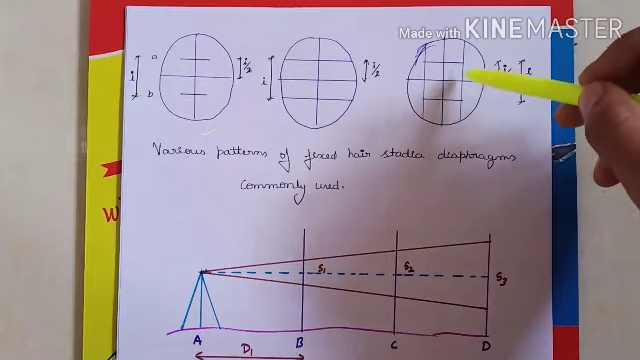 Made with KINEMASTER
a
i
b
i/2
i
i/2
i
Various patterns of fixed hair stadia diaphragms
commonly used.
S1
S2
S3
A
B
C
D
D1